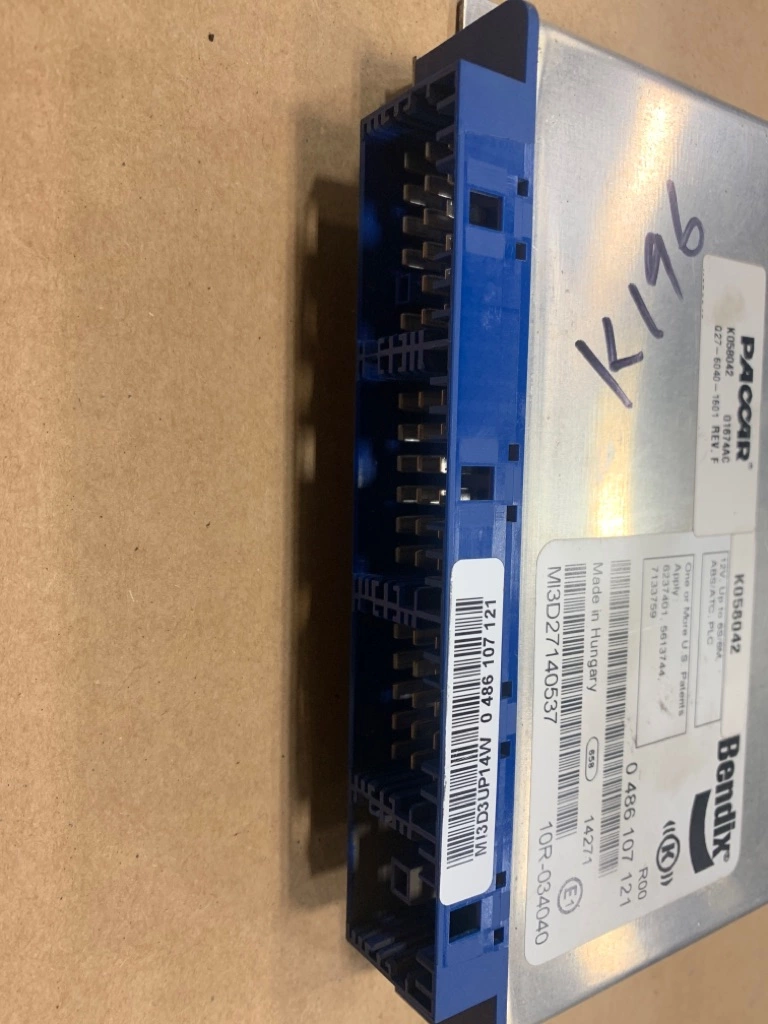 K196
PACCAR®
K058042 01674AC
Q27-6040-1601 REV. F
K058042
12V, Up to 6S/6M,
ABS/ATC, PLC
One or More U.S. Patents
Apply
6237401, 5613744,
7133759
Bendix
R00
0 486 107 121
Made in Hungary 658 14271
E1
MI3D27140537 10R-034040
K
MI3D3UP14W 0 486 107 121